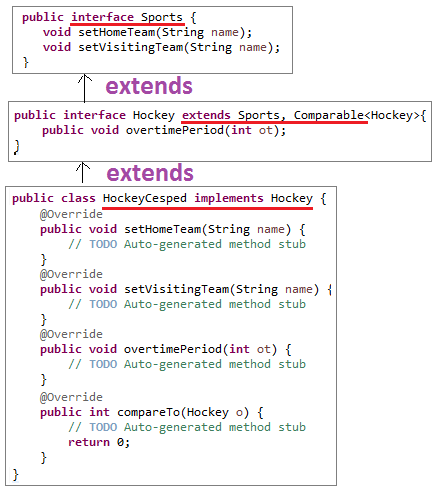 public interface Sports {
void setHomeTeam(String name);
void setVisitingTeam(String name);
}
extends
public interface Hockey extends Sports, Comparable<Hockey>{
public void overtimePeriod(int ot);
}
extends
public class HockeyCesped implements Hockey {
@Override
public void setHomeTeam(String name) {
// TODO Auto-generated method stub
}
@Override
public void setVisitingTeam(String name) {
// TODO Auto-generated method stub
}
@Override
public void overtimePeriod(int ot) {
// TODO Auto-generated method stub
}
@Override
public int compareTo(Hockey o) {
// TODO Auto-generated method stub
return 0;
}
}